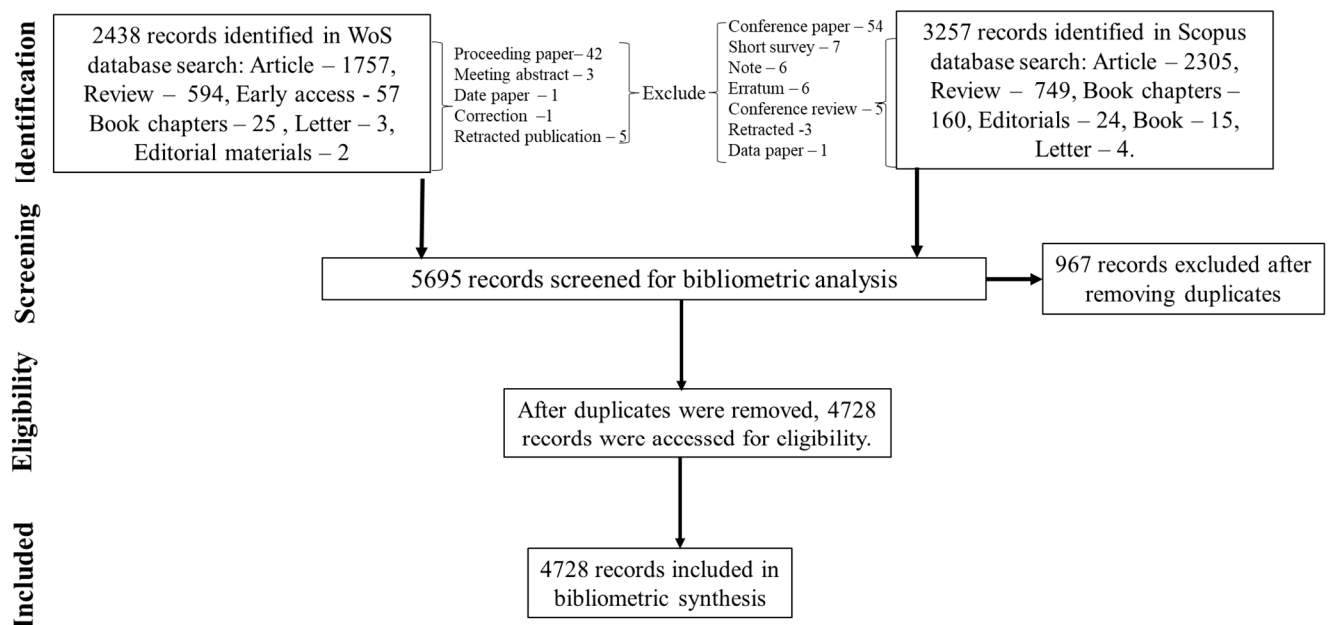 [dentification
2438 records identified in WoS
database search: Article – 1757,
Review – 594, Early access - 57
Book chapters – 25 , Letter – 3,
Editorial materials – 2
Proceeding paper– 42
Meeting abstract – 3
Date paper – 1
Correction –1
Retracted publication – 5
Exclude
Conference paper – 54
Short survey – 7
Note – 6
Erratum – 6
Conference review – 5
Retracted -3
Data paper – 1
3257 records identified in Scopus
database search: Article – 2305,
Review – 749, Book chapters –
160, Editorials – 24, Book – 15,
Letter – 4.
Screening
5695 records screened for bibliometric analysis
967 records excluded after
removing duplicates
Eligibility
After duplicates were removed, 4728
records were accessed for eligibility.
Included
4728 records included in
bibliometric synthesis